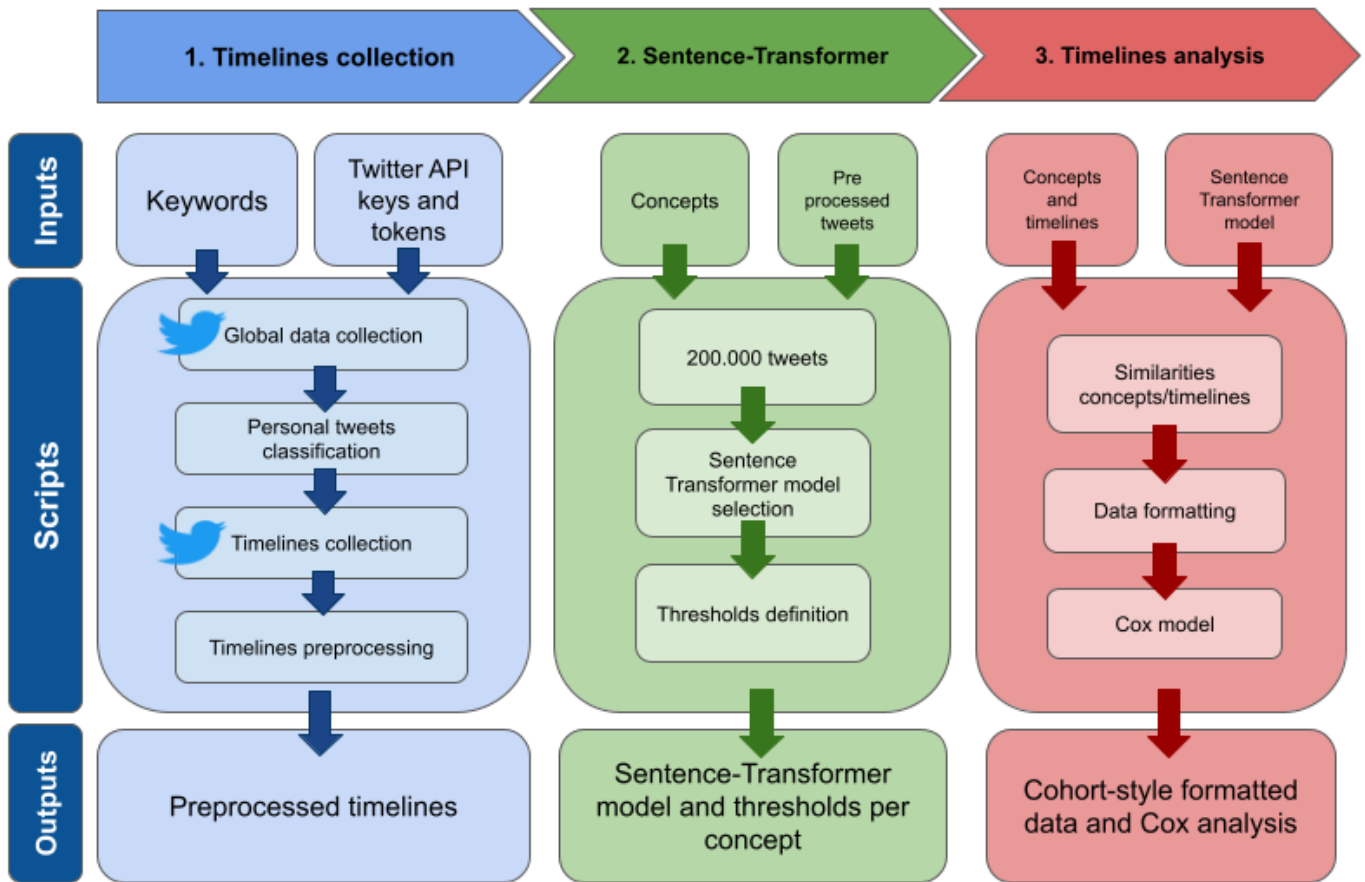 1. Timelines collection
2. Sentence-Transformer
3. Timelines analysis
Inputs
Keywords
Twitter API
keys and
tokens
Concepts
Pre
processed
tweets
Concepts
and
timelines
Sentence
Transformer
model
Scripts
Global data collection
Personal tweets
classification
Timelines collection
Timelines preprocessing
200.000 tweets
Sentence
Transformer model
selection
Thresholds definition
Similarities
concepts/timelines
Data formatting
Cox model
Outputs
Preprocessed timelines
Sentence-Transformer
model and thresholds per
concept
Cohort-style formatted
data and Cox analysis